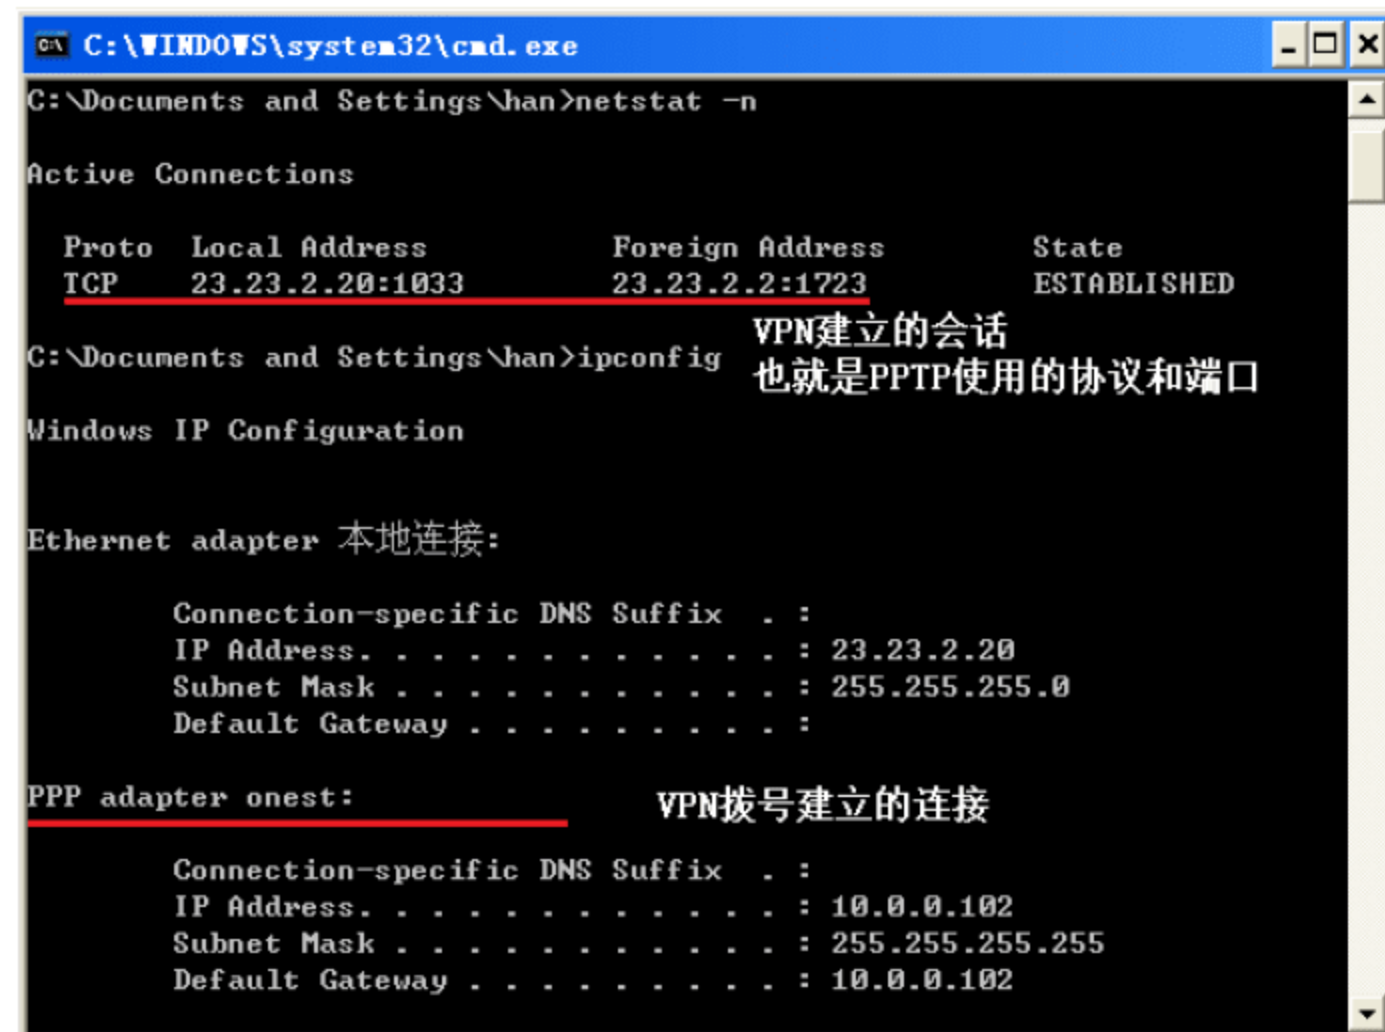 C:\WINDOWS\system32\cmd.exe
C:\Documents and Settings\han>netstat -n
Active Connections
Proto  Local Address          Foreign Address        State
TCP    23.23.2.20:1033        23.23.2.2:1723         ESTABLISHED
VPN建立的会话
C:\Documents and Settings\han>ipconfig
也就是PPTP使用的协议和端口
Windows IP Configuration
Ethernet adapter 本地连接:
Connection-specific DNS Suffix  . :
IP Address. . . . . . . . . . . . : 23.23.2.20
Subnet Mask . . . . . . . . . . . : 255.255.255.0
Default Gateway . . . . . . . . . :
PPP adapter onest:
VPN拨号建立的连接
Connection-specific DNS Suffix  . :
IP Address. . . . . . . . . . . . : 10.0.0.102
Subnet Mask . . . . . . . . . . . : 255.255.255.255
Default Gateway . . . . . . . . . : 10.0.0.102